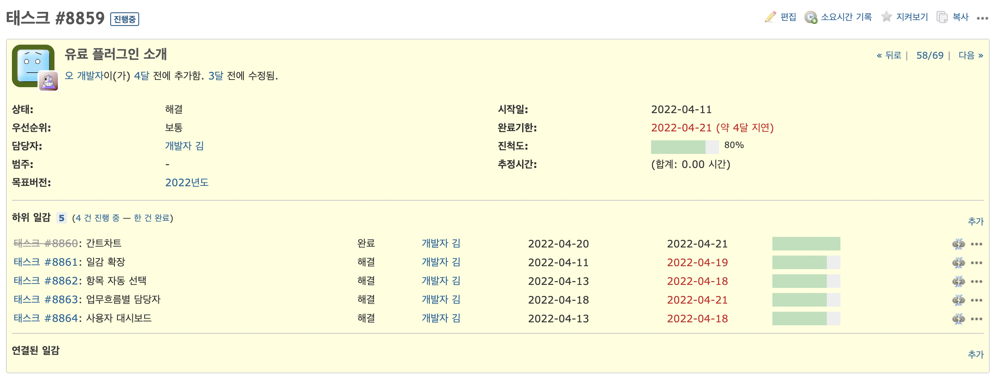 태스크 #8859 진행중
편집 소요시간 기록 지켜보기 복사
유료 플러그인 소개
« 뒤로 | 58/69 | 다음 »
오 개발자이(가) 4달 전에 추가함. 3달 전에 수정됨.
상태: 해결 시작일: 2022-04-11
우선순위: 보통 완료기한: 2022-04-21 (약 4달 지연)
담당자: 개발자 김 진척도: 80%
범주: - 추정시간: (합계: 0.00 시간)
목표버전: 2022년도
하위 일감 5 (4 건 진행 중 — 한 건 완료)
추가
태스크 #8860: 간트차트 완료 개발자 김 2022-04-20 2022-04-21
태스크 #8861: 일감 확장 해결 개발자 김 2022-04-11 2022-04-19
태스크 #8862: 항목 자동 선택 해결 개발자 김 2022-04-13 2022-04-18
태스크 #8863: 업무흐름별 담당자 해결 개발자 김 2022-04-18 2022-04-21
태스크 #8864: 사용자 대시보드 해결 개발자 김 2022-04-13 2022-04-18
연결된 일감
추가